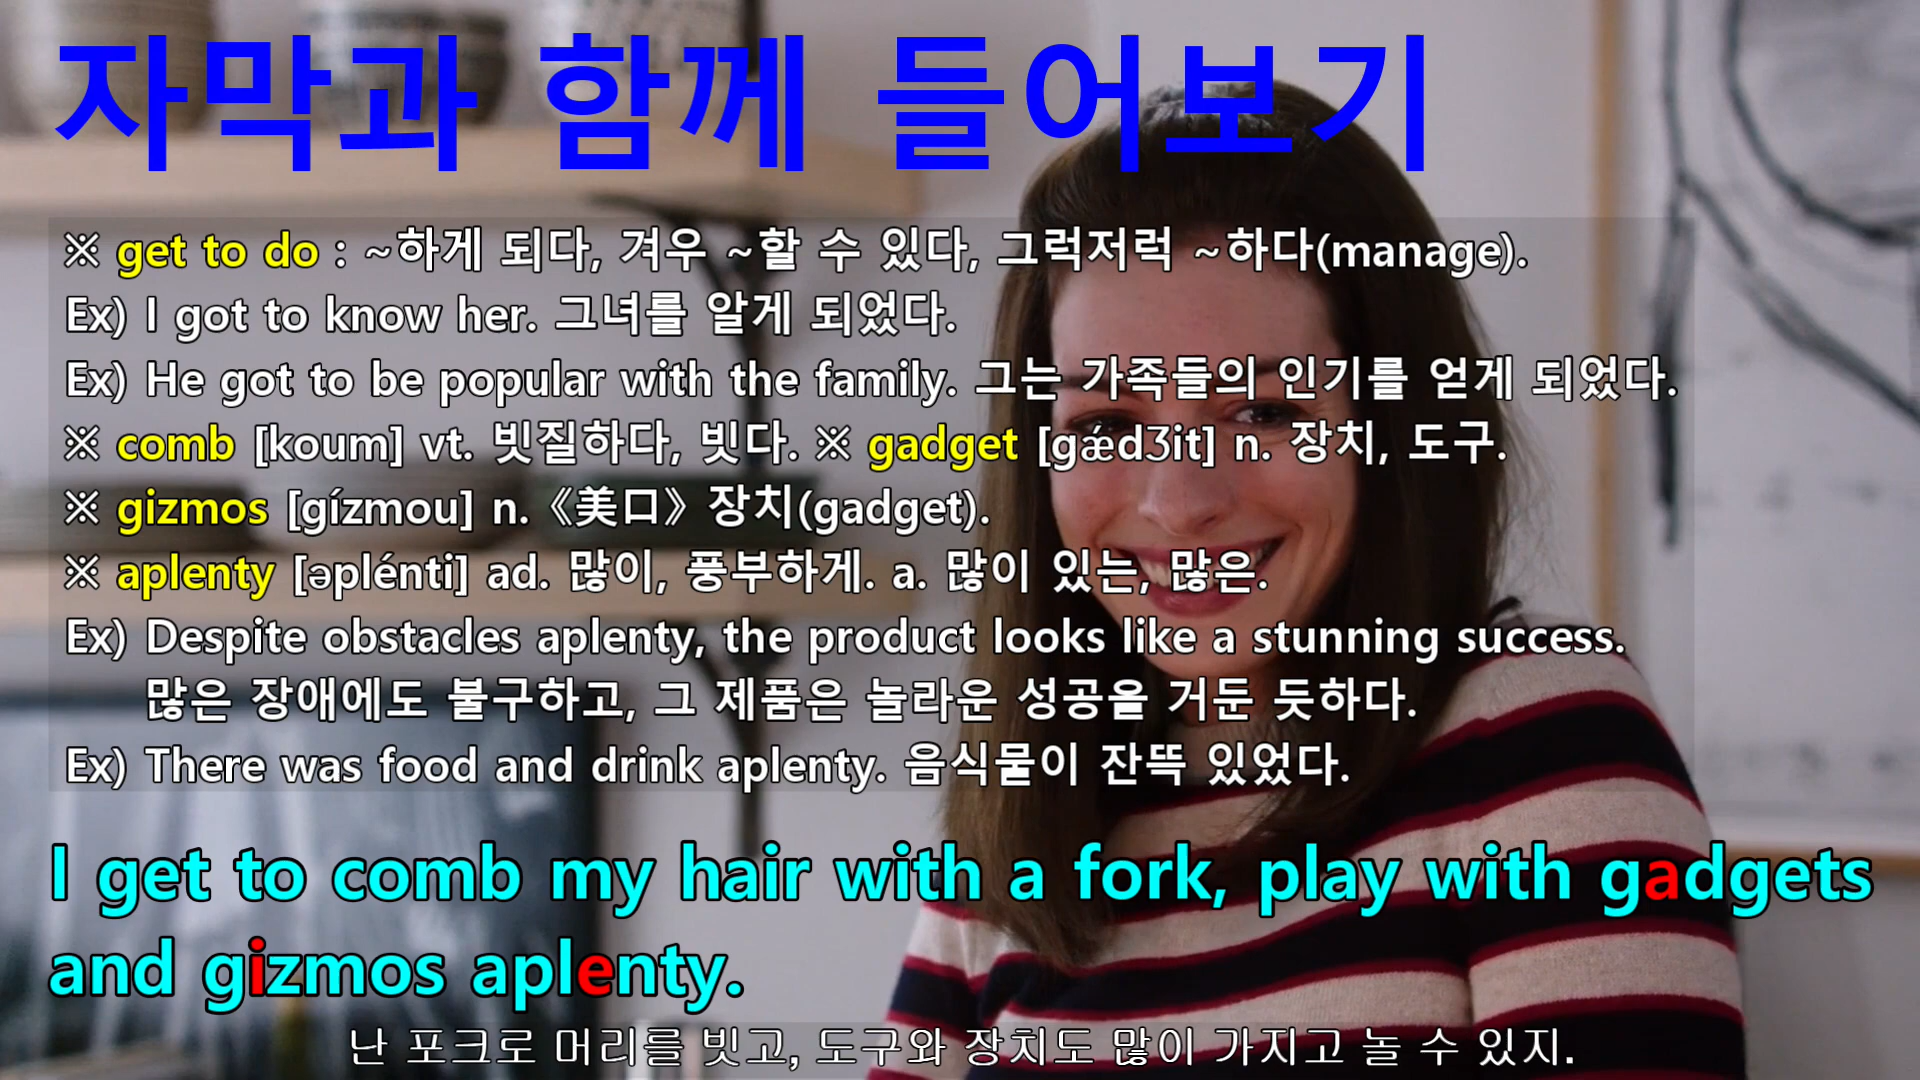 자막과 함께 들어보기
※ get to do : ~하게 되다, 겨우 ~할 수 있다, 그럭저럭 ~하다(manage).
Ex) I got to know her. 그녀를 알게 되었다.
Ex) He got to be popular with the family. 그는 가족들의 인기를 얻게 되었다.
※ comb [koum] vt. 빗질하다, 빗다. ※ gadget [gǽdʒit] n. 장치, 도구.
※ gizmos [gízmou] n.《美口》장치(gadget).
※ aplenty [əplénti] ad. 많이, 풍부하게. a. 많이 있는, 많은.
Ex) Despite obstacles aplenty, the product looks like a stunning success.
많은 장애에도 불구하고, 그 제품은 놀라운 성공을 거둔 듯하다.
Ex) There was food and drink aplenty. 음식물이 잔뜩 있었다.
I get to comb my hair with a fork, play with gadgets
and gizmos aplenty.
난 포크로 머리를 빗고, 도구와 장치도 많이 가지고 놀 수 있지.